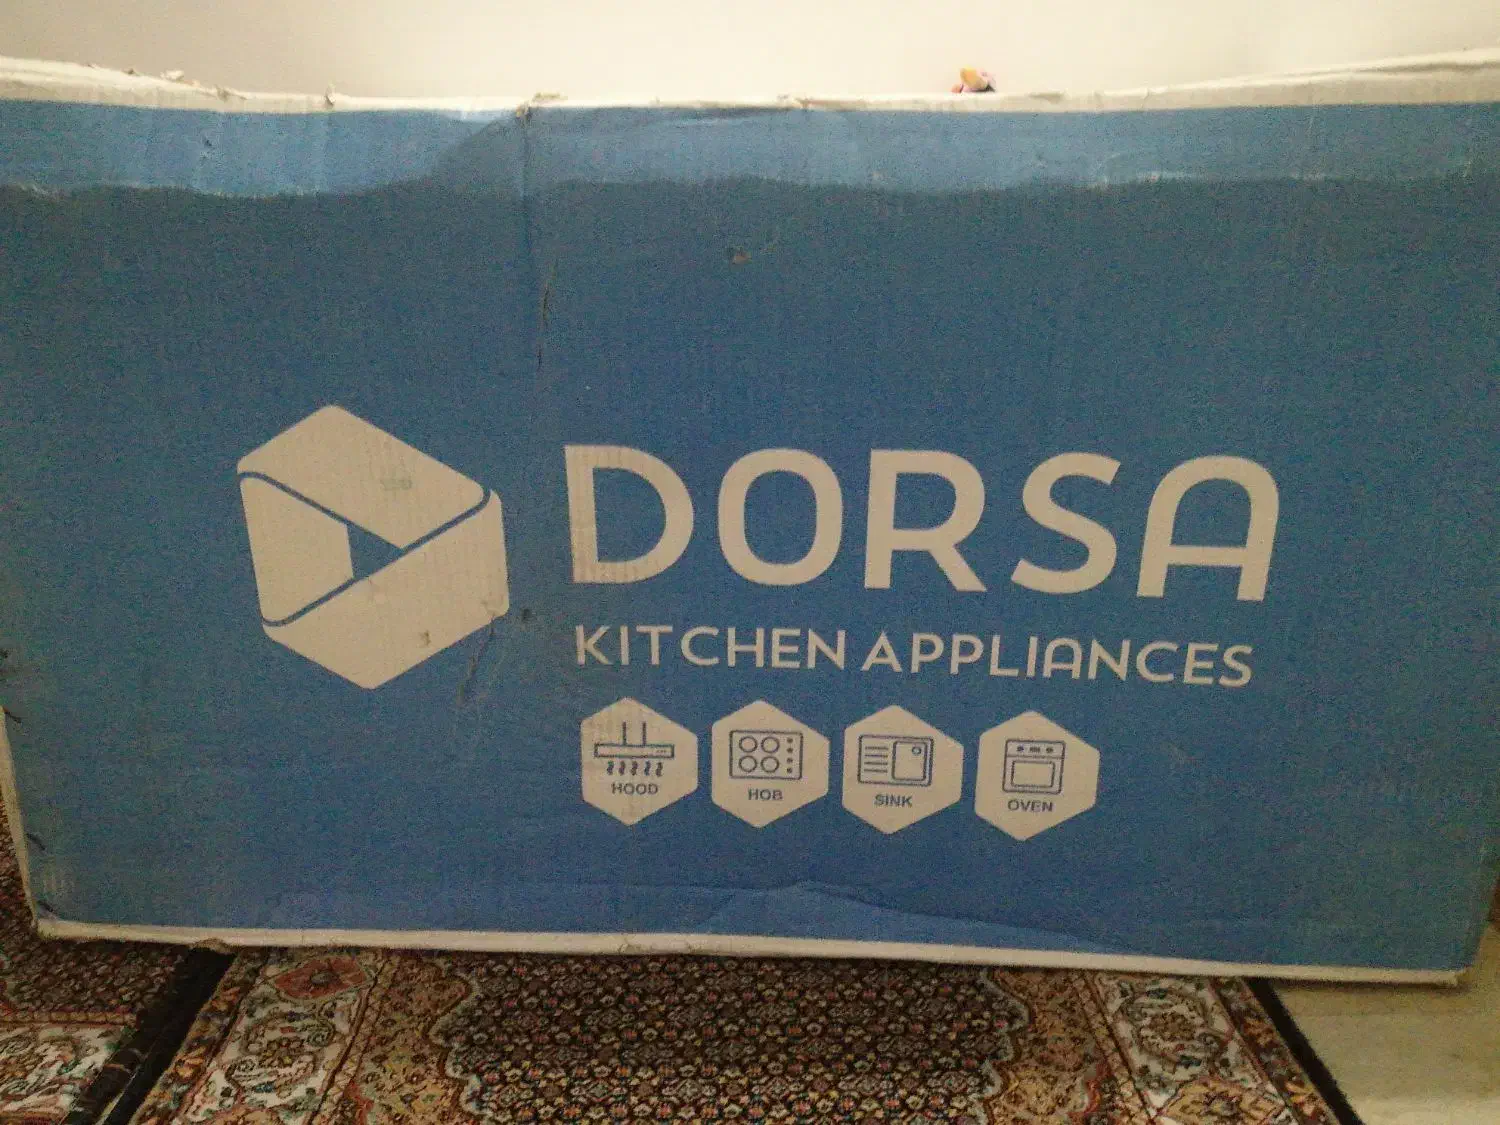 DORSA
KITCHEN APPLIANCES
HOOD HOB SINK OVEN